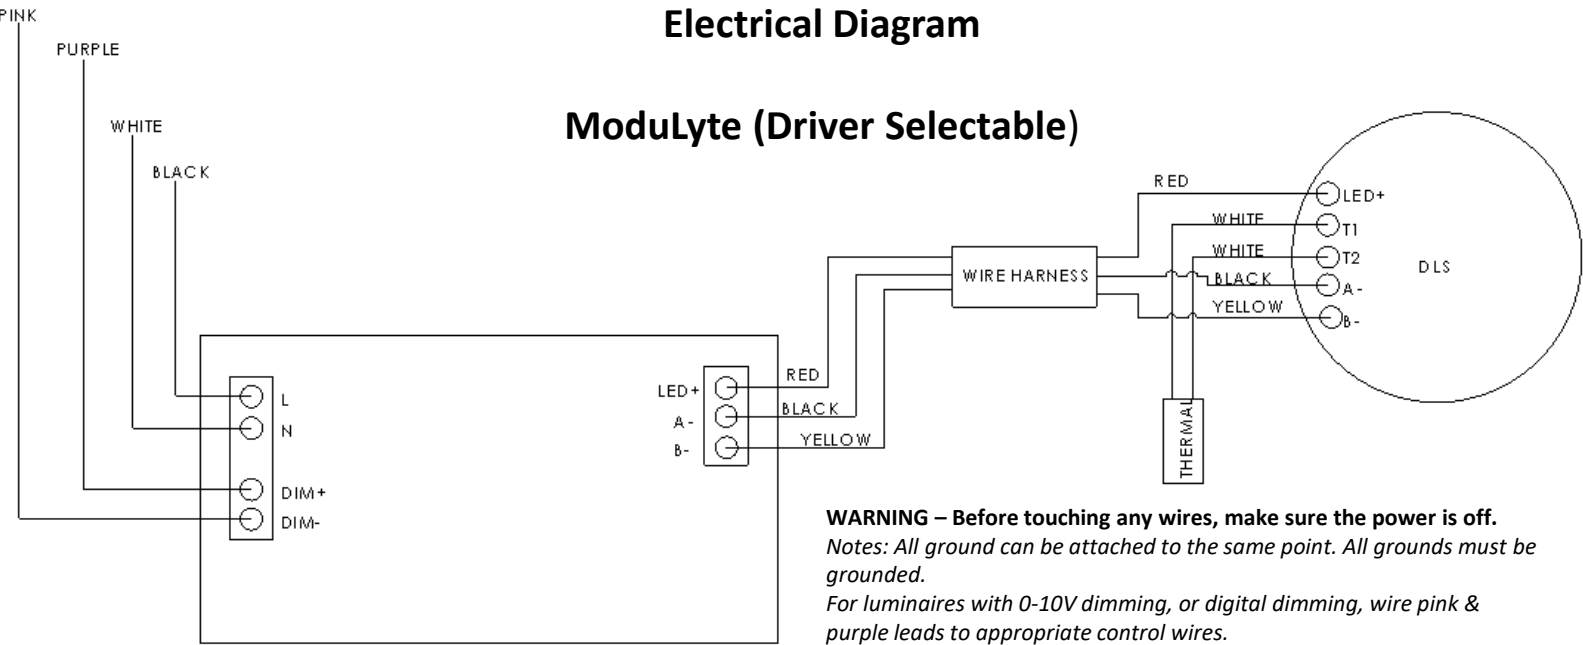 Electrical Diagram
PINK
PURPLE
ModuLyte (Driver Selectable)
WHITE
BLACK
RED
LED+
WHITE
T1
WHITE
T2
DLS
WIRE HARNESS
BLACK
A-
YELLOW
B-
RED
LED+
L
BLACK
A-
N
YELLOW
B-
THERMAL
DIM+
DIM-
WARNING – Before touching any wires, make sure the power is off.
Notes: All ground can be attached to the same point. All grounds must be
grounded.
For luminaires with 0-10V dimming, or digital dimming, wire pink &
purple leads to appropriate control wires.